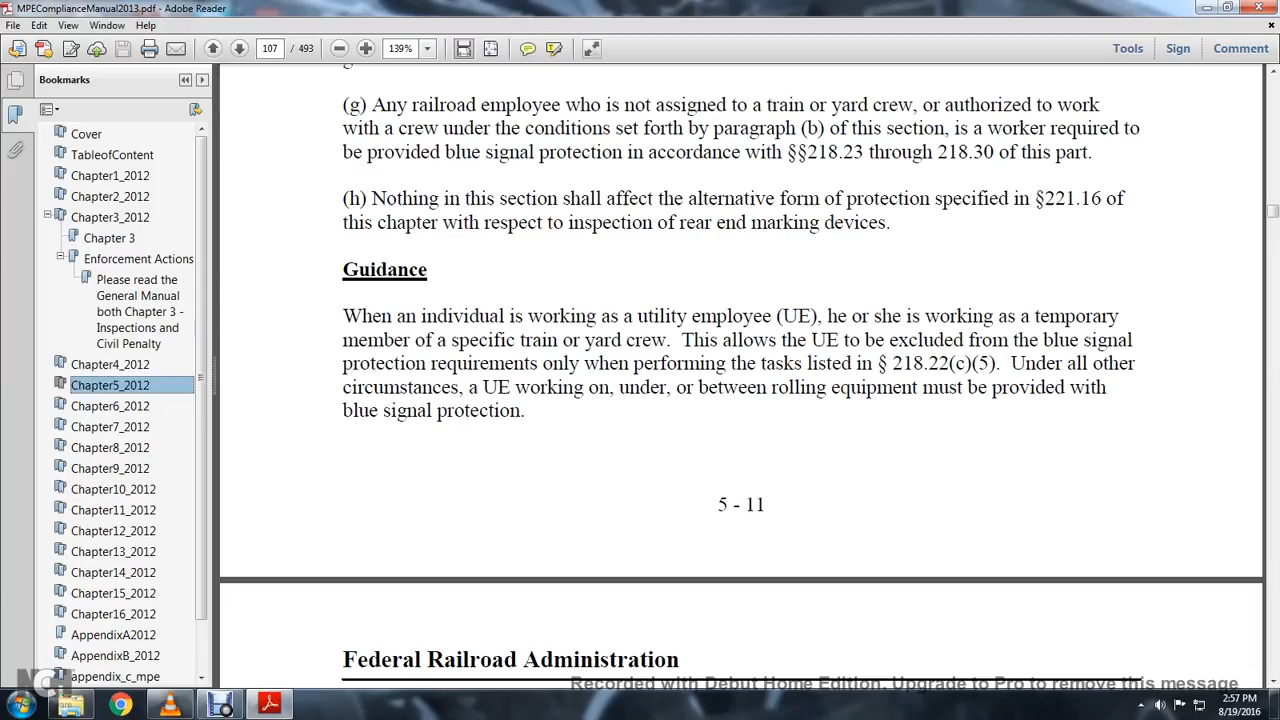 MPEComplianceManual2013.pdf - Adobe Reader
File Edit View Window Help
107 / 493 139% Tools Sign Comment
Bookmarks
Cover
TableofContent
Chapter1_2012
Chapter2_2012
Chapter3_2012
Chapter 3
Enforcement Actions
Please read the
General Manual
both Chapter 3 -
Inspections and
Civil Penalty
Chapter4_2012
Chapter5_2012
Chapter6_2012
Chapter7_2012
Chapter8_2012
Chapter9_2012
Chapter10_2012
Chapter11_2012
Chapter12_2012
Chapter13_2012
Chapter14_2012
Chapter15_2012
Chapter16_2012
AppendixA2012
AppendixB_2012
appendix_c_mpe
(g) Any railroad employee who is not assigned to a train or yard crew, or authorized to work
with a crew under the conditions set forth by paragraph (b) of this section, is a worker required to
be provided blue signal protection in accordance with §§218.23 through 218.30 of this part.
(h) Nothing in this section shall affect the alternative form of protection specified in §221.16 of
this chapter with respect to inspection of rear end marking devices.
Guidance
When an individual is working as a utility employee (UE), he or she is working as a temporary
member of a specific train or yard crew. This allows the UE to be excluded from the blue signal
protection requirements only when performing the tasks listed in § 218.22(c)(5). Under all other
circumstances, a UE working on, under, or between rolling equipment must be provided with
blue signal protection.
5 - 11
Federal Railroad Administration
Recorded with Debut Home Edition. Upgrade to Pro to remove this message
2:57 PM
8/19/2016